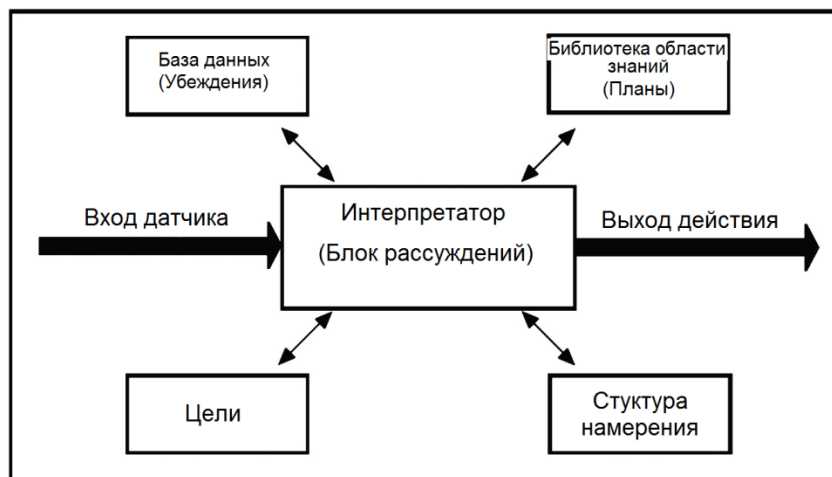 База данных
(Убеждения)
Библиотека области
знаний
(Планы)
Вход датчика
Интерпретатор
(Блок рассуждений)
Выход действия
Цели
Стуктура
намерения